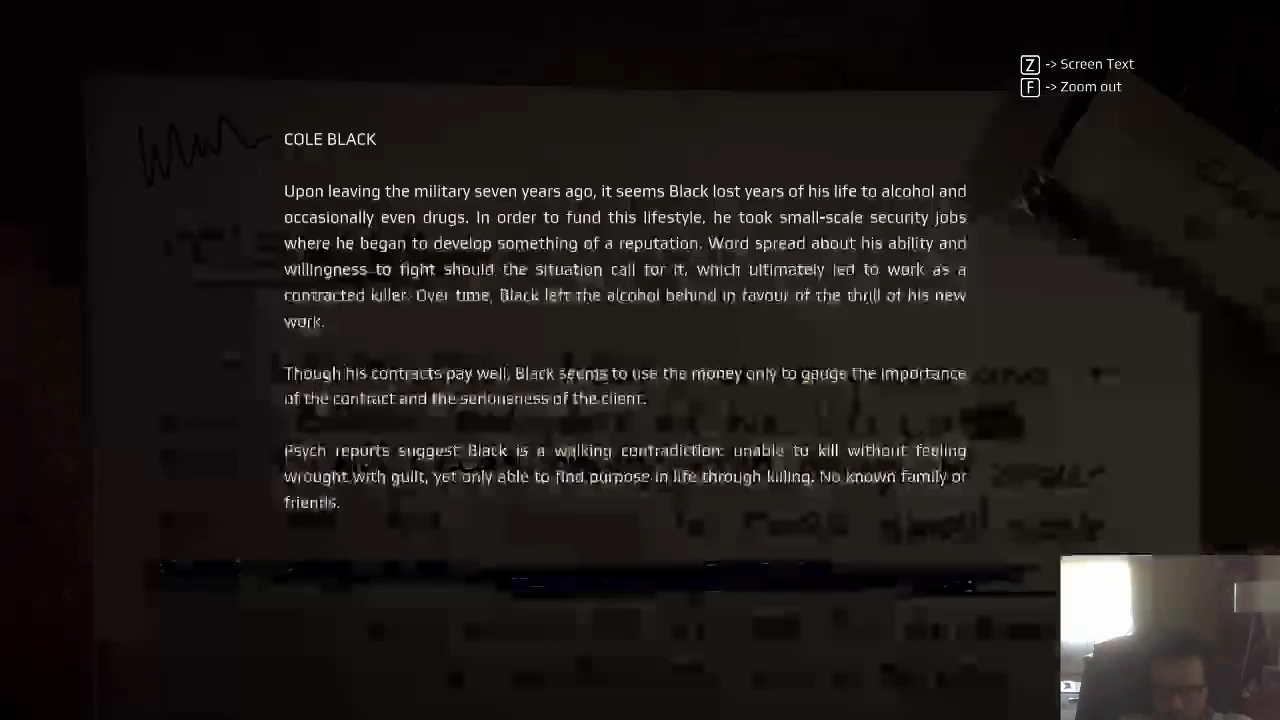 Z -> Screen Text
F -> Zoom out
COLE BLACK
Upon leaving the military seven years ago, it seems Black lost years of his life to alcohol and
occasionally even drugs. In order to fund this lifestyle, he took small-scale security jobs
where he began to develop something of a reputation. Word spread about his ability and
willingness to fight should the situation call for it, which ultimately led to work as a
contracted killer. Over time, Black left the alcohol behind in favour of the thrill of his new
work.
Though his contracts pay well, Black seems to use the money only to gauge the importance
of the contract and the seriousness of the client.
Psych reports suggest Black is a walking contradiction: unable to kill without feeling
wrought with guilt, yet only able to find purpose in life through killing. No known family or
friends.